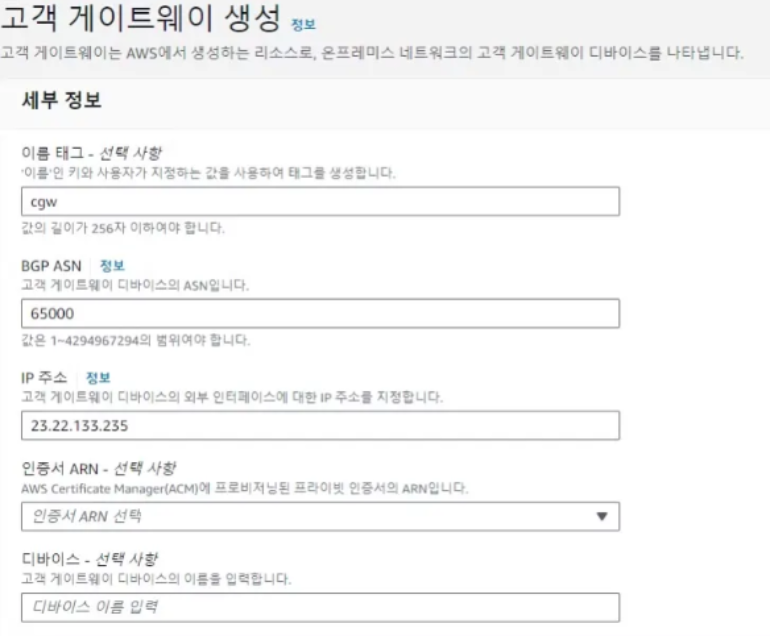 고객 게이트웨이 생성 정보
고객 게이트웨이는 AWS에서 생성하는 리소스로, 온프레미스 네트워크의 고객 게이트웨이 디바이스를 나타냅니다.
세부 정보
이름 태그 - 선택 사항
'이름'인 키와 사용자가 지정하는 값을 사용하여 태그를 생성합니다.
cgw
값의 길이가 256자 이하여야 합니다.
BGP ASN 정보
고객 게이트웨이 디바이스의 ASN입니다.
65000
값은 1~4294967294의 범위여야 합니다.
IP 주소 정보
고객 게이트웨이 디바이스의 외부 인터페이스에 대한 IP 주소를 지정합니다.
23.22.133.235
인증서 ARN - 선택 사항
AWS Certificate Manager(ACM)에 프로비저닝된 프라이빗 인증서의 ARN입니다.
인증서 ARN 선택
디바이스 - 선택 사항
고객 게이트웨이 디바이스의 이름을 입력합니다.
디바이스 이름 입력